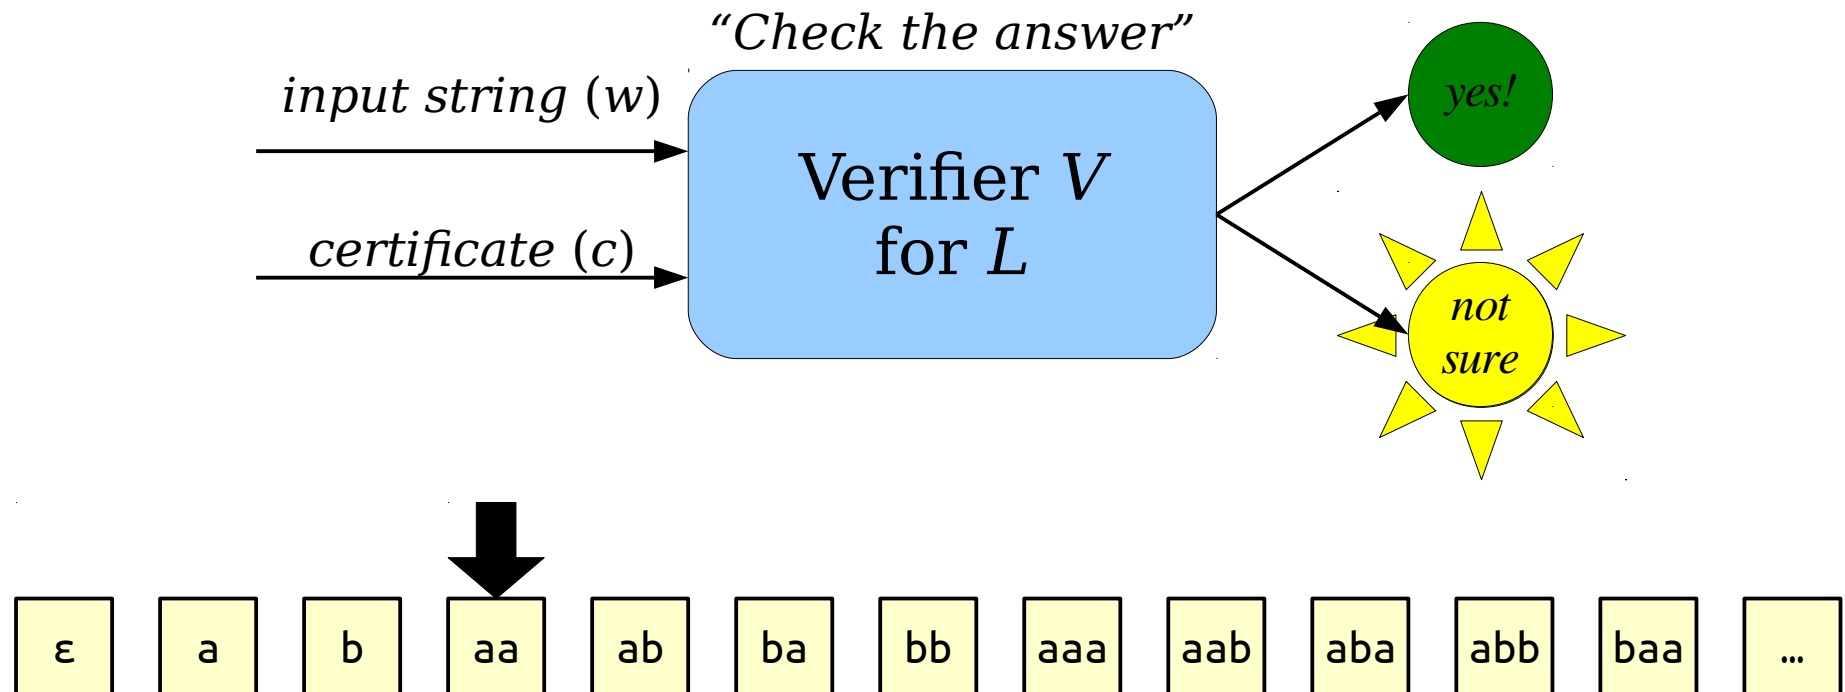 “Check the answer”
input string (w)
certificate (c)
Verifier V
for L
yes!
not
sure
ε a b aa ab ba bb aaa aab aba abb baa ...